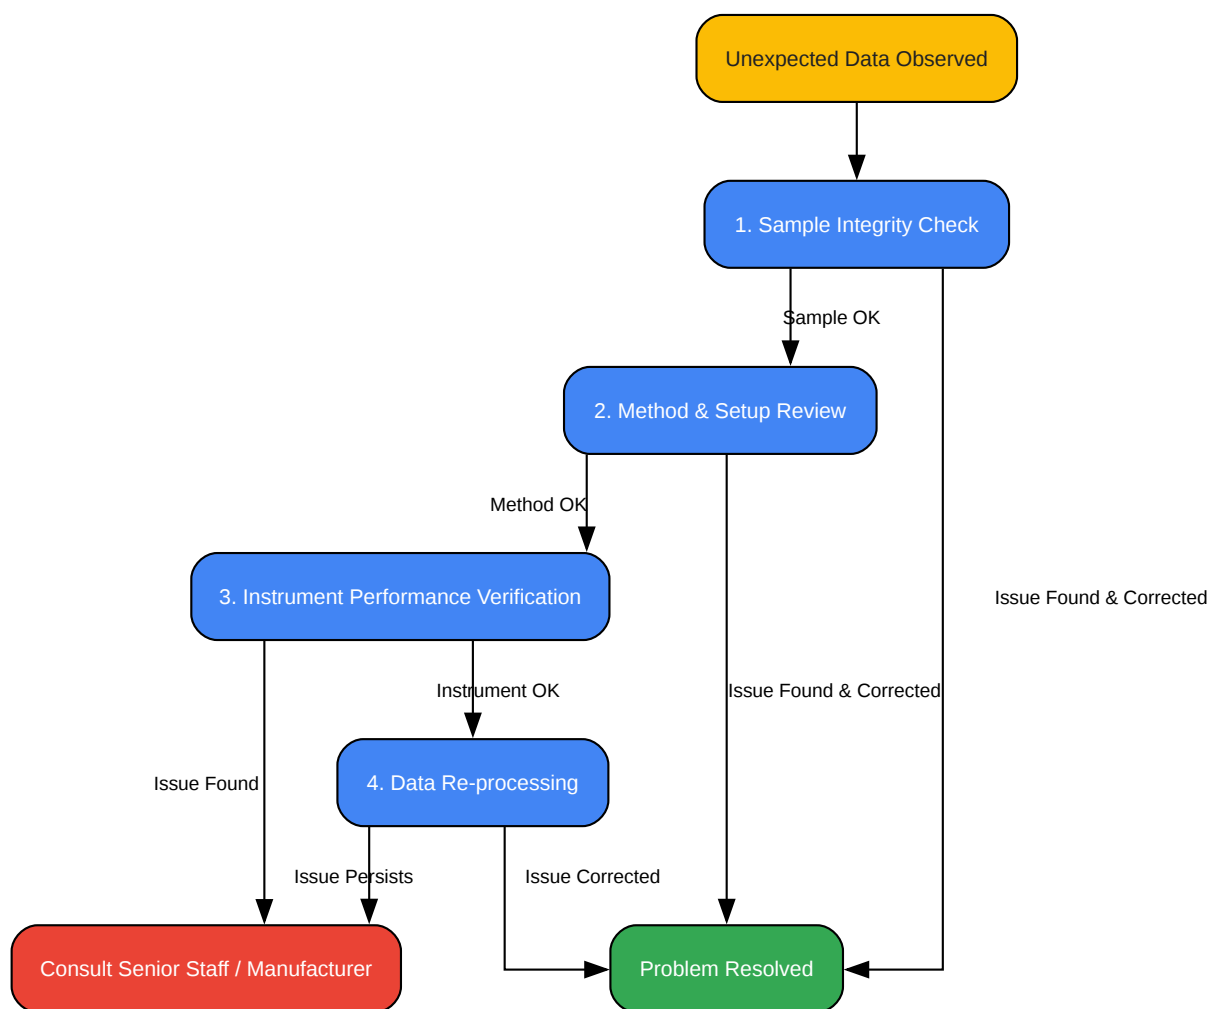 Unexpected Data Observed
1. Sample Integrity Check
Sample OK
2. Method & Setup Review
Method OK
3. Instrument Performance Verification
Issue Found & Corrected
Instrument OK
Issue Found & Corrected
4. Data Re-processing
Issue Found
Issue Persists
Issue Corrected
Consult Senior Staff / Manufacturer
Problem Resolved